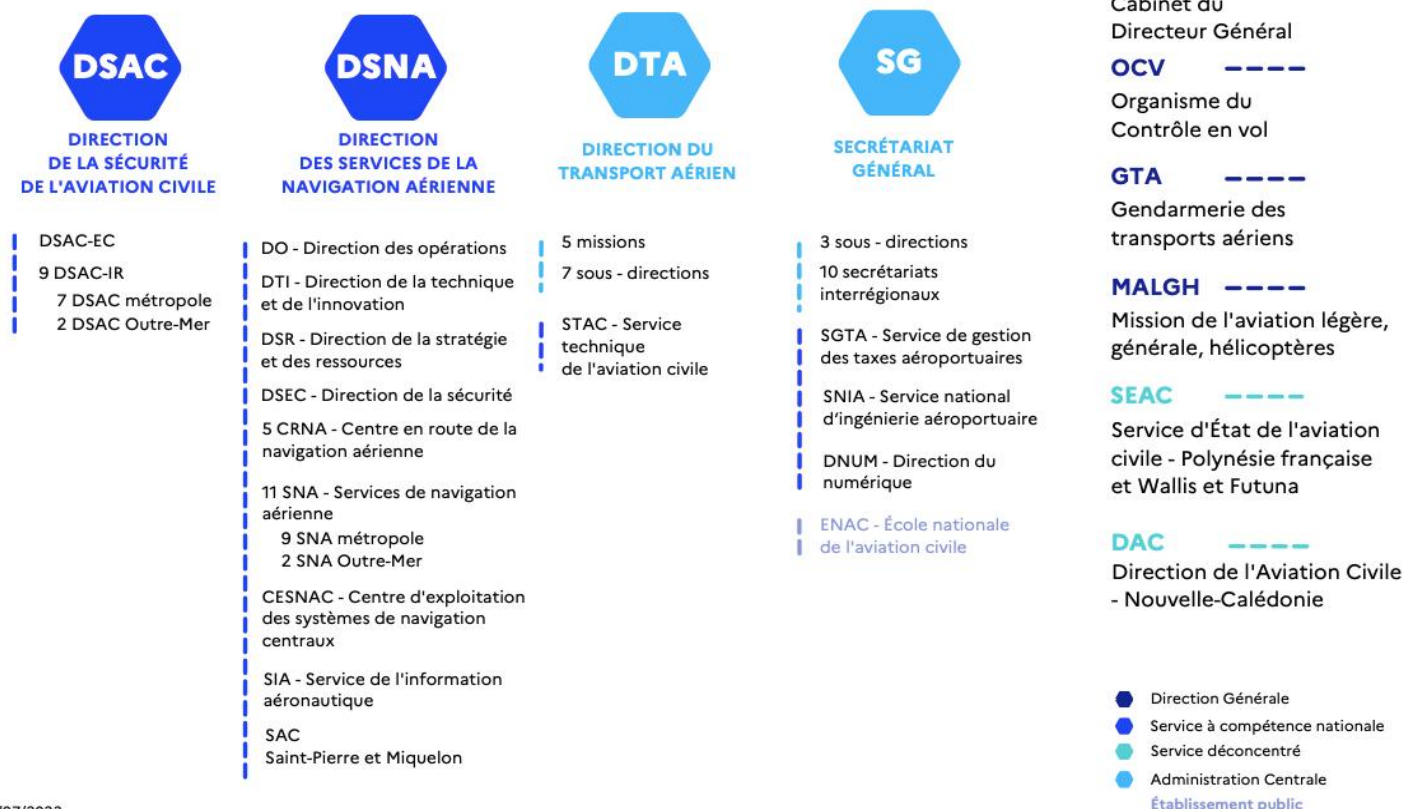 DSAC
DIRECTION
DE LA SÉCURITÉ
DE L'AVIATION CIVILE
DSAC-EC
9 DSAC-IR
7 DSAC métropole
2 DSAC Outre-Mer
DSNA
DIRECTION
DES SERVICES DE LA
NAVIGATION AÉRIENNE
DO - Direction des opérations
DTI - Direction de la technique
et de l'innovation
DSR - Direction de la stratégie
et des ressources
DSEC - Direction de la sécurité
5 CRNA - Centre en route de la
navigation aérienne
11 SNA - Services de navigation
aérienne
9 SNA métropole
2 SNA Outre-Mer
CESNAC - Centre d'exploitation
des systèmes de navigation
centraux
SIA - Service de l'information
aéronautique
SAC
Saint-Pierre et Miquelon
DTA
DIRECTION DU
TRANSPORT AÉRIEN
5 missions
7 sous - directions
STAC - Service
technique
de l'aviation civile
SG
SECRÉTARIAT
GÉNÉRAL
3 sous - directions
10 secrétariats
interrégionaux
SGTA - Service de gestion
des taxes aéroportuaires
SNIA - Service national
d‘ingénierie aéroportuaire
DNUM - Direction du
numérique
ENAC - École nationale
de l'aviation civile
Cabinet du
Directeur Général
OCV
Organisme du
Contrôle en vol
GTA
Gendarmerie des
transports aériens
MALGH
Mission de l'aviation légère,
générale, hélicoptères
SEAC
Service d'État de l'aviation
civile - Polynésie française
et Wallis et Futuna
DAC
Direction de l'Aviation Civile
- Nouvelle-Calédonie
Direction Générale
Service à compétence nationale
Service déconcentré
Administration Centrale
Établissement public